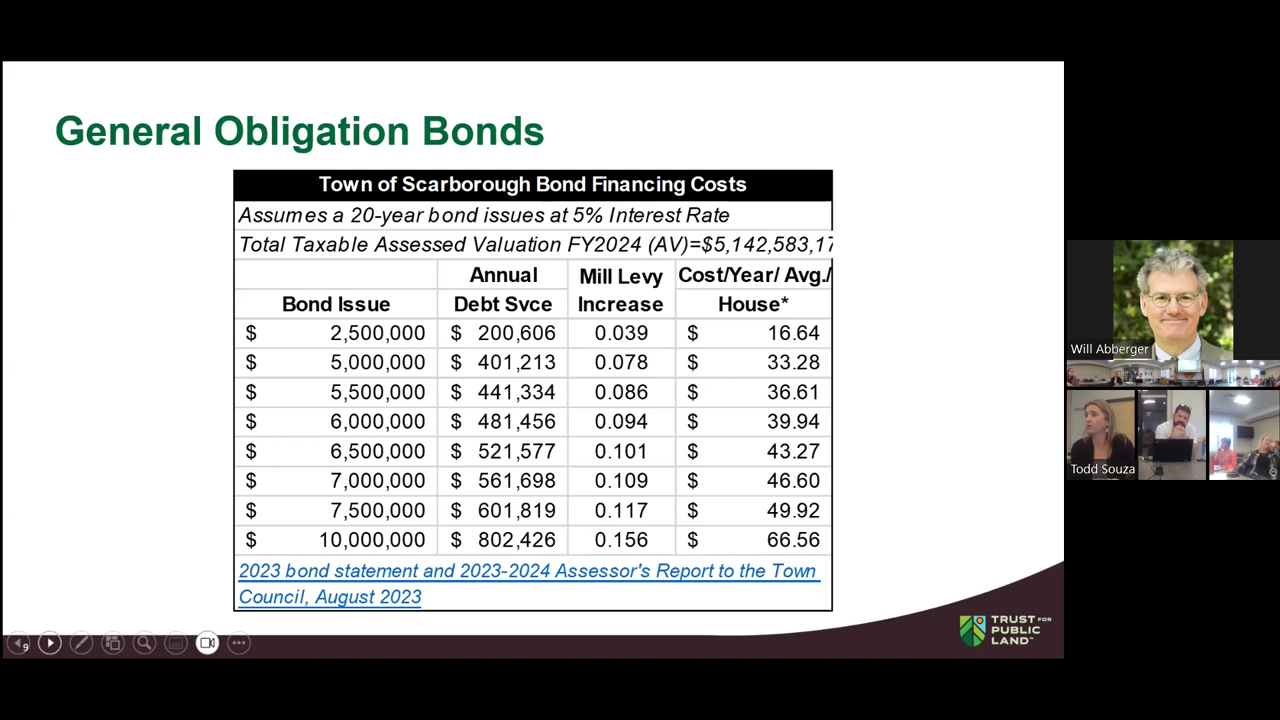 General Obligation Bonds
Town of Scarborough Bond Financing Costs
Assumes a 20-year bond issues at 5% Interest Rate
Total Taxable Assessed Valuation FY2024 (AV)=$5,142,583,17
Bond Issue Annual Debt Svce Mill Levy Increase Cost/Year/ Avg./ House*
$ 2,500,000 $ 200,606 0.039 $ 16.64
$ 5,000,000 $ 401,213 0.078 $ 33.28
$ 5,500,000 $ 441,334 0.086 $ 36.61
$ 6,000,000 $ 481,456 0.094 $ 39.94
$ 6,500,000 $ 521,577 0.101 $ 43.27
$ 7,000,000 $ 561,698 0.109 $ 46.60
$ 7,500,000 $ 601,819 0.117 $ 49.92
$ 10,000,000 $ 802,426 0.156 $ 66.56
2023 bond statement and 2023-2024 Assessor's Report to the Town
Council, August 2023
TRUST FOR
PUBLIC
LAND™
9
Will Abberger
Todd Souza